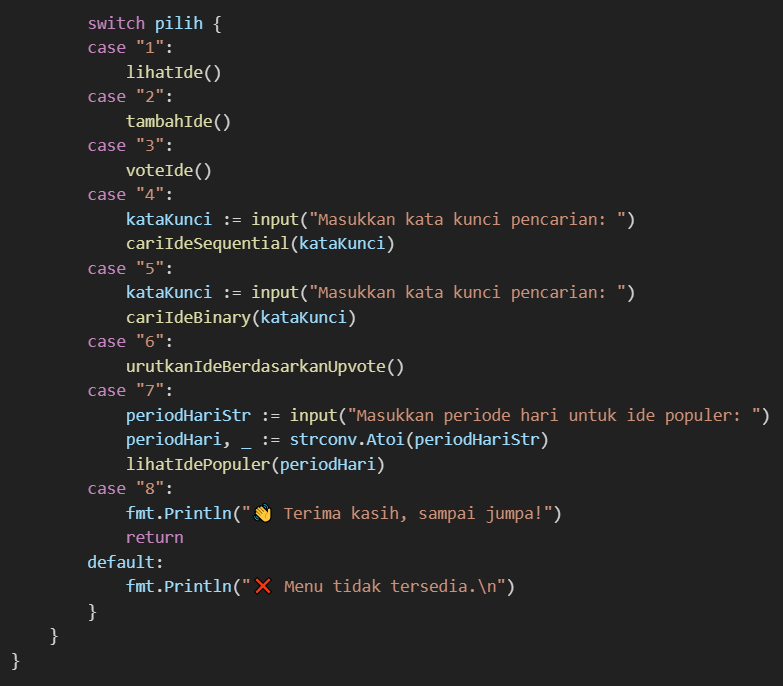 switch pilih {
        case "1":
            lihatIde()
        case "2":
            tambahIde()
        case "3":
            voteIde()
        case "4":
            kataKunci := input("Masukkan kata kunci pencarian: ")
            cariIdeSequential(kataKunci)
        case "5":
            kataKunci := input("Masukkan kata kunci pencarian: ")
            cariIdeBinary(kataKunci)
        case "6":
            urutkanIdeBerdasarkanUpvote()
        case "7":
            periodHariStr := input("Masukkan periode hari untuk ide populer: ")
            periodHari, _ := strconv.Atoi(periodHariStr)
            lihatIdePopuler(periodHari)
        case "8":
            fmt.Println("👋 Terima kasih, sampai jumpa!")
            return
        default:
            fmt.Println("❌ Menu tidak tersedia.\n")
        }
    }
}